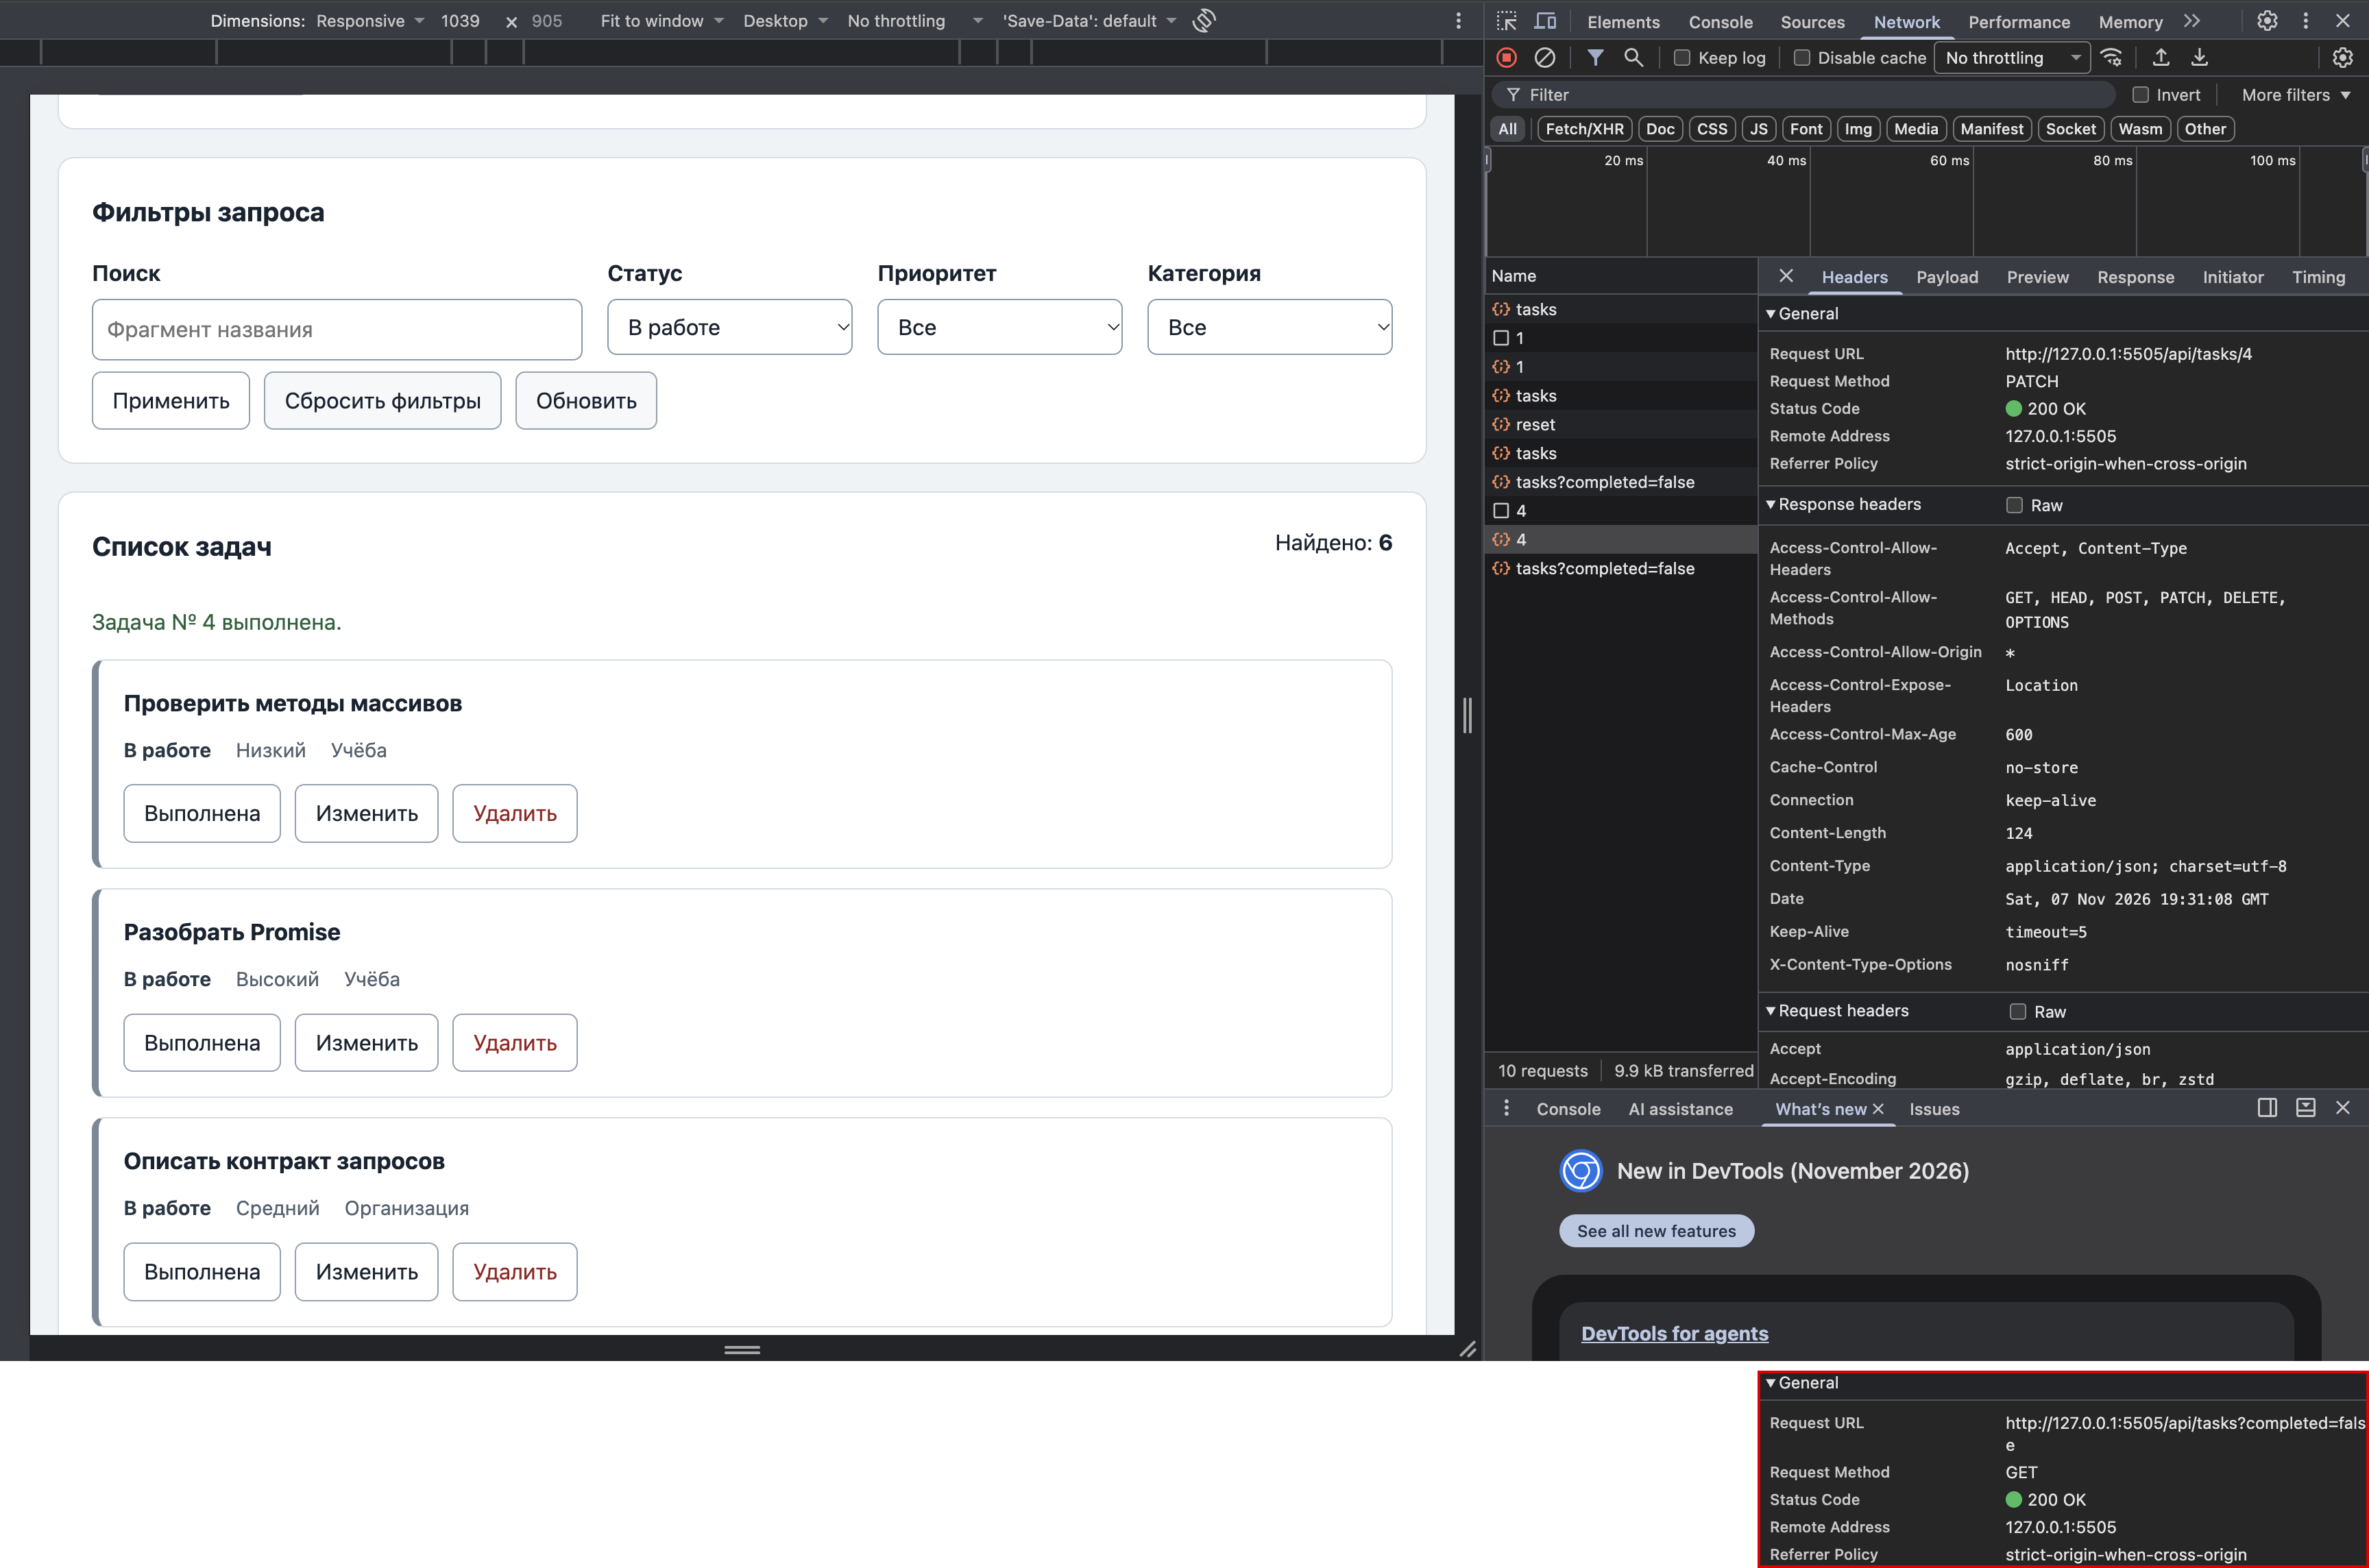 Dimensions: Responsive 1039 × 905 Fit to window Desktop No throttling 'Save-Data': default
Фильтры запроса
Поиск Статус Приоритет Категория
Фрагмент названия В работе Все Все
Применить Сбросить фильтры Обновить
Список задач
Найдено: 6
Задача № 4 выполнена.
Проверить методы массивов
В работе Низкий Учёба
Выполнена Изменить Удалить
Разобрать Promise
В работе Высокий Учёба
Выполнена Изменить Удалить
Описать контракт запросов
В работе Средний Организация
Выполнена Изменить Удалить
Elements Console Sources Network Performance Memory
Keep log Disable cache No throttling
Filter Invert More filters
All Fetch/XHR Doc CSS JS Font Img Media Manifest Socket Wasm Other
20 ms 40 ms 60 ms 80 ms 100 ms
Name
tasks
1
1
tasks
reset
tasks
tasks?completed=false
4
4
tasks?completed=false
10 requests 9.9 kB transferred
Headers Payload Preview Response Initiator Timing
General
Request URL http://127.0.0.1:5505/api/tasks/4
Request Method PATCH
Status Code 200 OK
Remote Address 127.0.0.1:5505
Referrer Policy strict-origin-when-cross-origin
Response headers Raw
Access-Control-Allow-Headers Accept, Content-Type
Access-Control-Allow-Methods GET, HEAD, POST, PATCH, DELETE,
OPTIONS
Access-Control-Allow-Origin *
Access-Control-Expose-Headers Location
Access-Control-Max-Age 600
Cache-Control no-store
Connection keep-alive
Content-Length 124
Content-Type application/json; charset=utf-8
Date Sat, 07 Nov 2026 19:31:08 GMT
Keep-Alive timeout=5
X-Content-Type-Options nosniff
Request headers Raw
Accept application/json
Accept-Encoding gzip, deflate, br, zstd
Console AI assistance What's new Issues
New in DevTools (November 2026)
See all new features
DevTools for agents
General
Request URL http://127.0.0.1:5505/api/tasks?completed=fals
e
Request Method GET
Status Code 200 OK
Remote Address 127.0.0.1:5505
Referrer Policy strict-origin-when-cross-origin